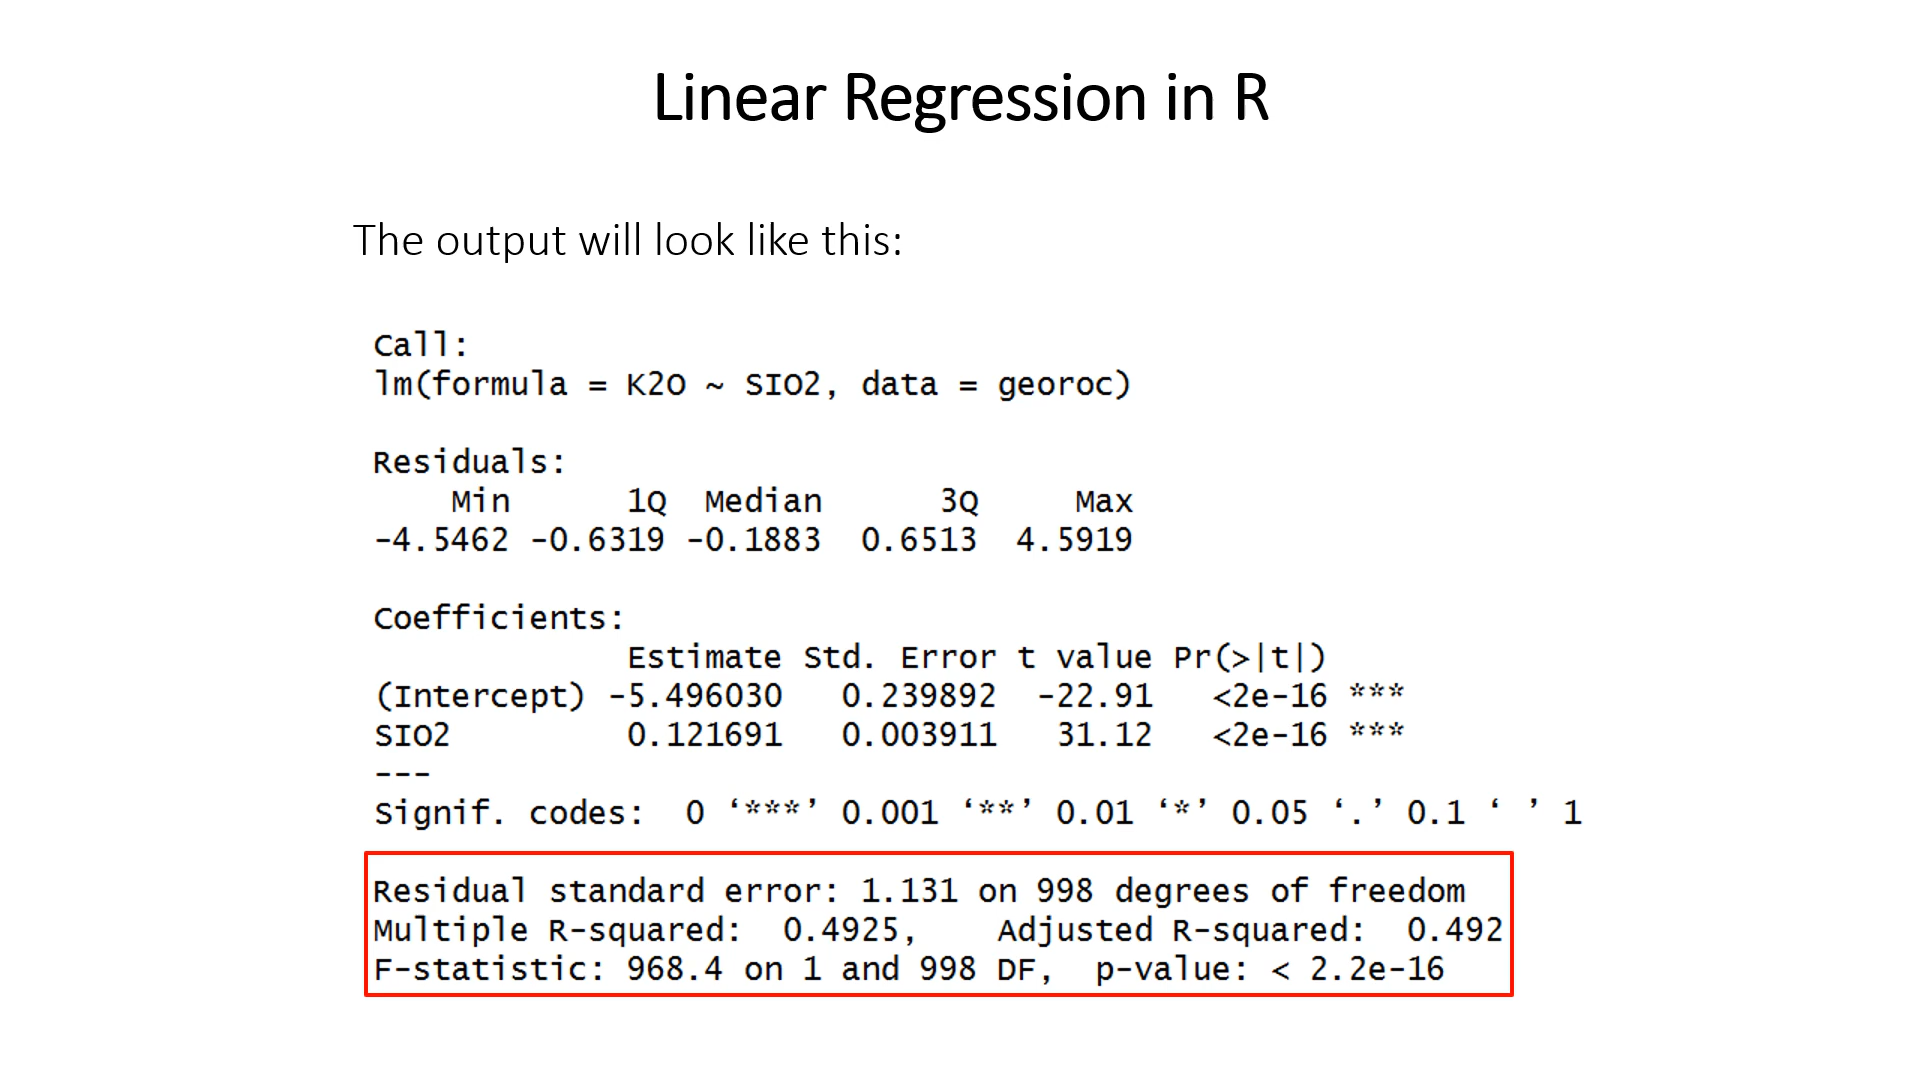 Linear Regression in R
The output will look like this:
Call:
lm(formula = K2O ~ SIO2, data = georoc)
Residuals:
    Min      1Q  Median      3Q     Max
-4.5462 -0.6319 -0.1883  0.6513  4.5919
Coefficients:
             Estimate Std. Error t value Pr(>|t|)
(Intercept) -5.496030   0.239892  -22.91   <2e-16 ***
SIO2         0.121691   0.003911   31.12   <2e-16 ***
---
Signif. codes:  0 ‘***’ 0.001 ‘**’ 0.01 ‘*’ 0.05 ‘.’ 0.1 ‘ ’ 1
Residual standard error: 1.131 on 998 degrees of freedom
Multiple R-squared:  0.4925,    Adjusted R-squared:  0.492
F-statistic: 968.4 on 1 and 998 DF,  p-value: < 2.2e-16